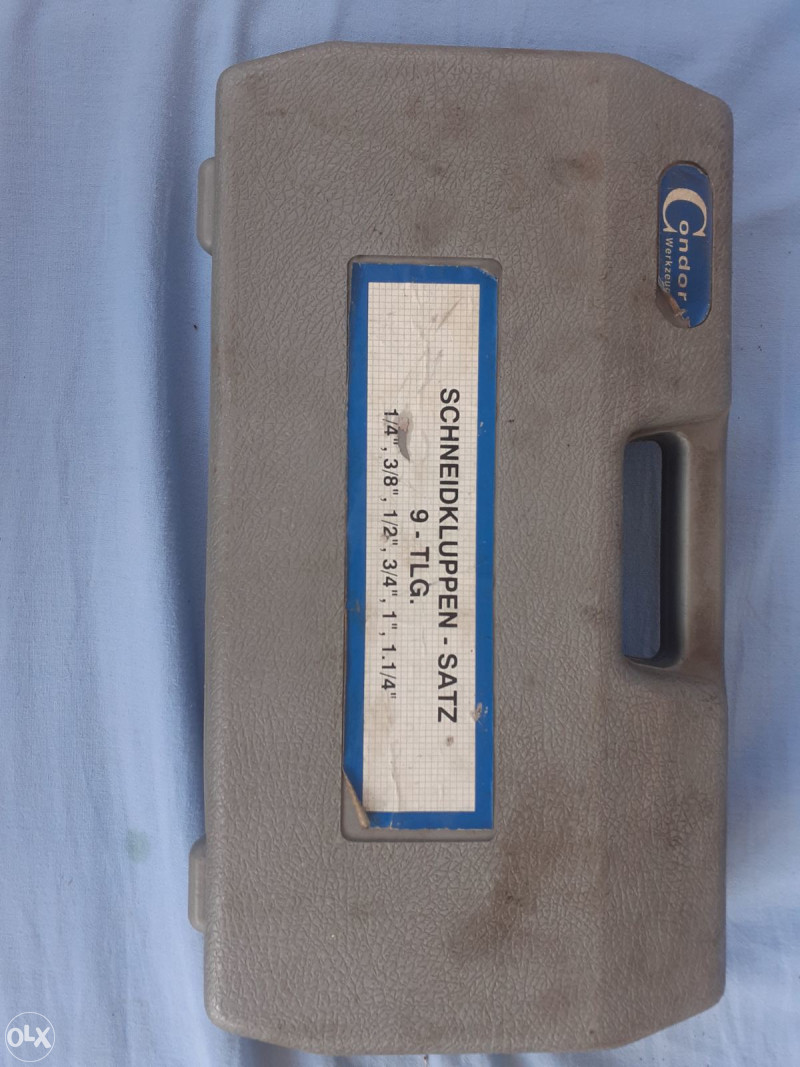 Condor
Werkzeug
SCHNEIDKLUPPEN - SATZ
9 - TLG.
1/4", 3/8", 1/2", 3/4", 1", 1.1/4"
OLX